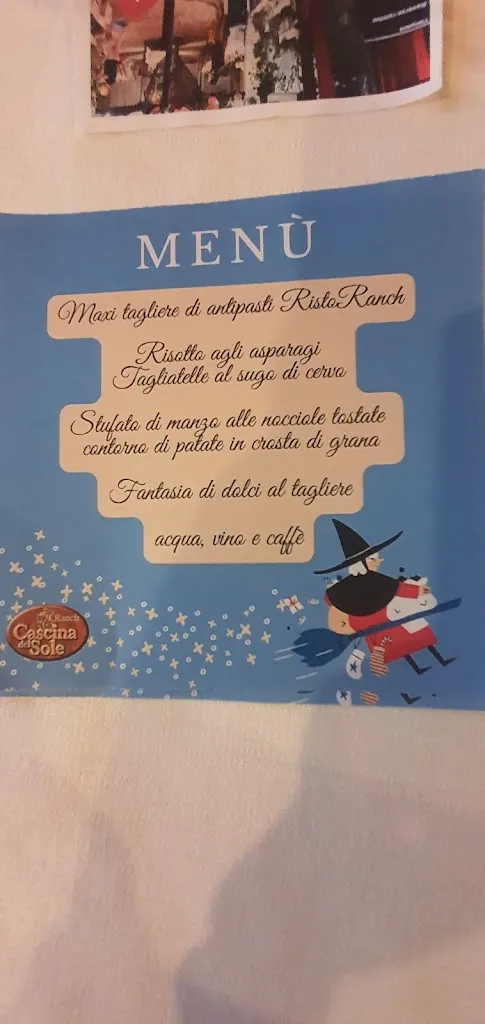 MENÙ
Maxi tagliere di antipasti RistoRanch
Risotto agli asparagi
Tagliatelle al sugo di cervo
Stufato di manzo alle nocciole tostate
contorno di patate in crosta di grana
Fantasia di dolci al tagliere
acqua, vino e caffè
Ranch
Cascina
del Sole